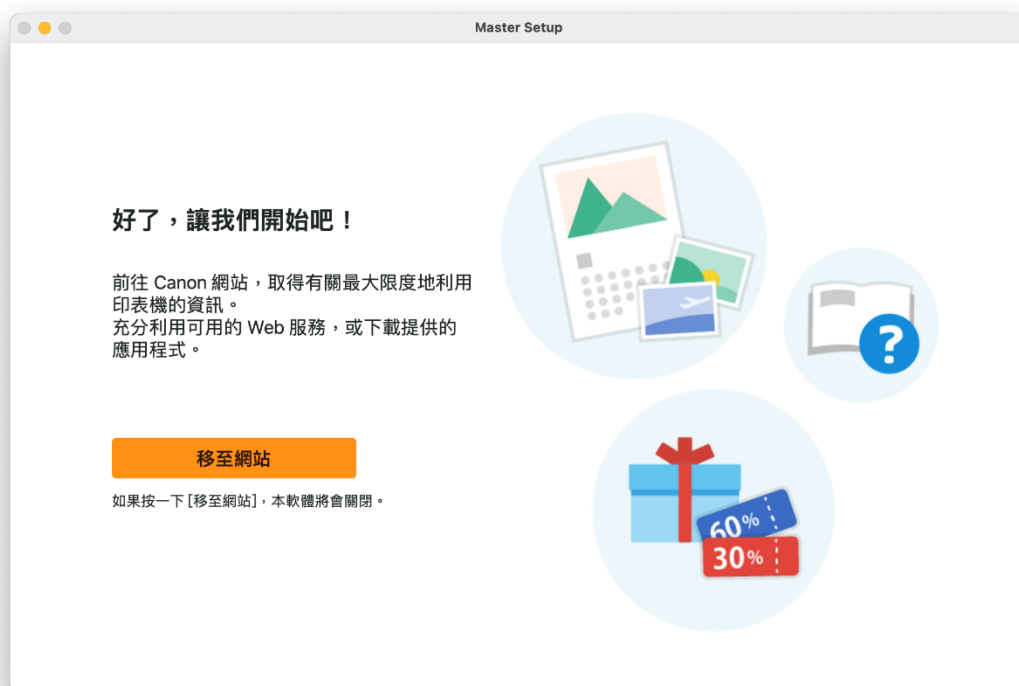 Master Setup
好了，讓我們開始吧！
前往 Canon 網站，取得有關最大限度地利用
印表機的資訊。
充分利用可用的 Web 服務，或下載提供的
應用程式。
移至網站
如果按一下 [移至網站]，本軟體將會關閉。
?
60%
30%